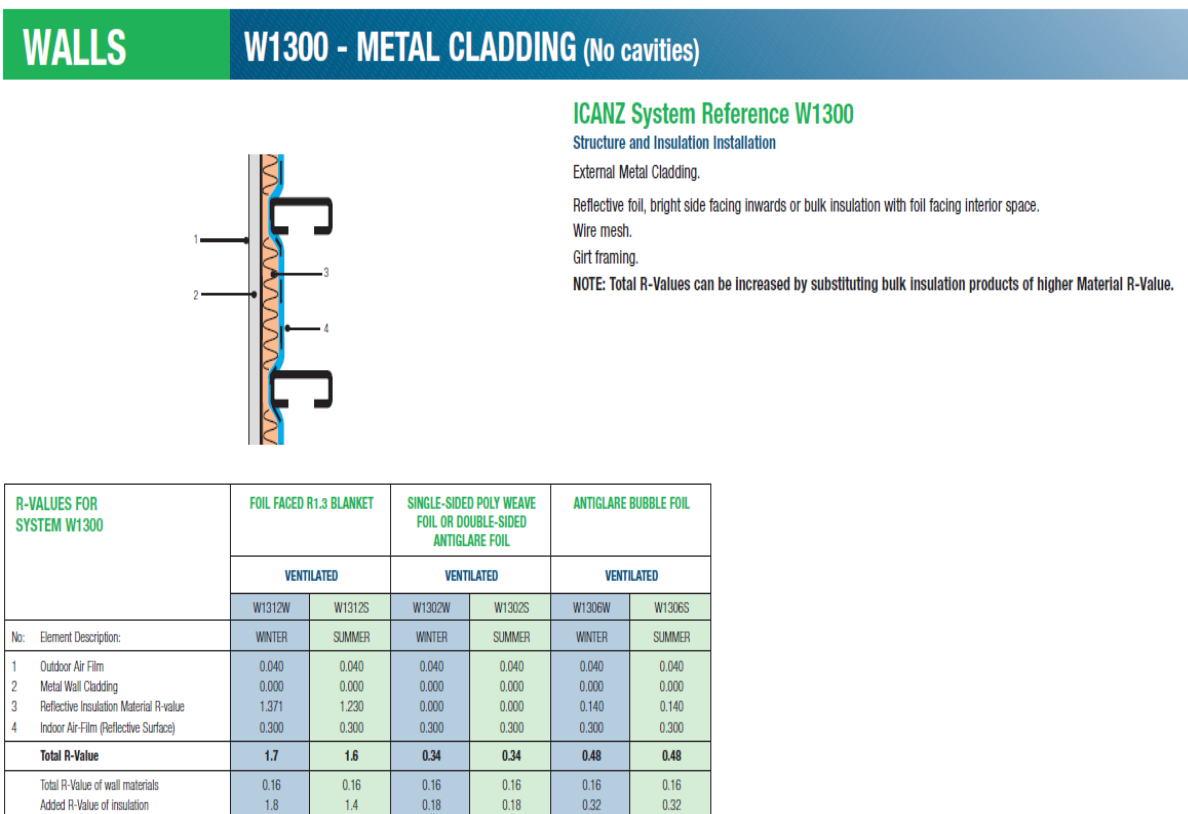 WALLS
W1300 - METAL CLADDING (No cavities)
ICANZ System Reference W1300
Structure and Insulation Installation
External Metal Cladding.
Reflective foil, bright side facing inwards or bulk insulation with foil facing interior space.
Wire mesh.
Girt framing.
NOTE: Total R-Values can be increased by substituting bulk insulation products of higher Material R-Value.
1
2
3
4
R-VALUES FOR
SYSTEM W1300
FOIL FACED R1.3 BLANKET
SINGLE-SIDED POLY WEAVE
FOIL OR DOUBLE-SIDED
ANTIGLARE FOIL
ANTIGLARE BUBBLE FOIL
VENTILATED VENTILATED VENTILATED
W1312W W1312S W1302W W1302S W1306W W1306S
No: Element Description: WINTER SUMMER WINTER SUMMER WINTER SUMMER
1 Outdoor Air Film 0.040 0.040 0.040 0.040 0.040 0.040
2 Metal Wall Cladding 0.000 0.000 0.000 0.000 0.000 0.000
3 Reflective Insulation Material R-value 1.371 1.230 0.000 0.000 0.140 0.140
4 Indoor Air-Film (Reflective Surface) 0.300 0.300 0.300 0.300 0.300 0.300
Total R-Value 1.7 1.6 0.34 0.34 0.48 0.48
Total R-Value of wall materials 0.16 0.16 0.16 0.16 0.16 0.16
Added R-Value of insulation 1.8 1.4 0.18 0.18 0.32 0.32